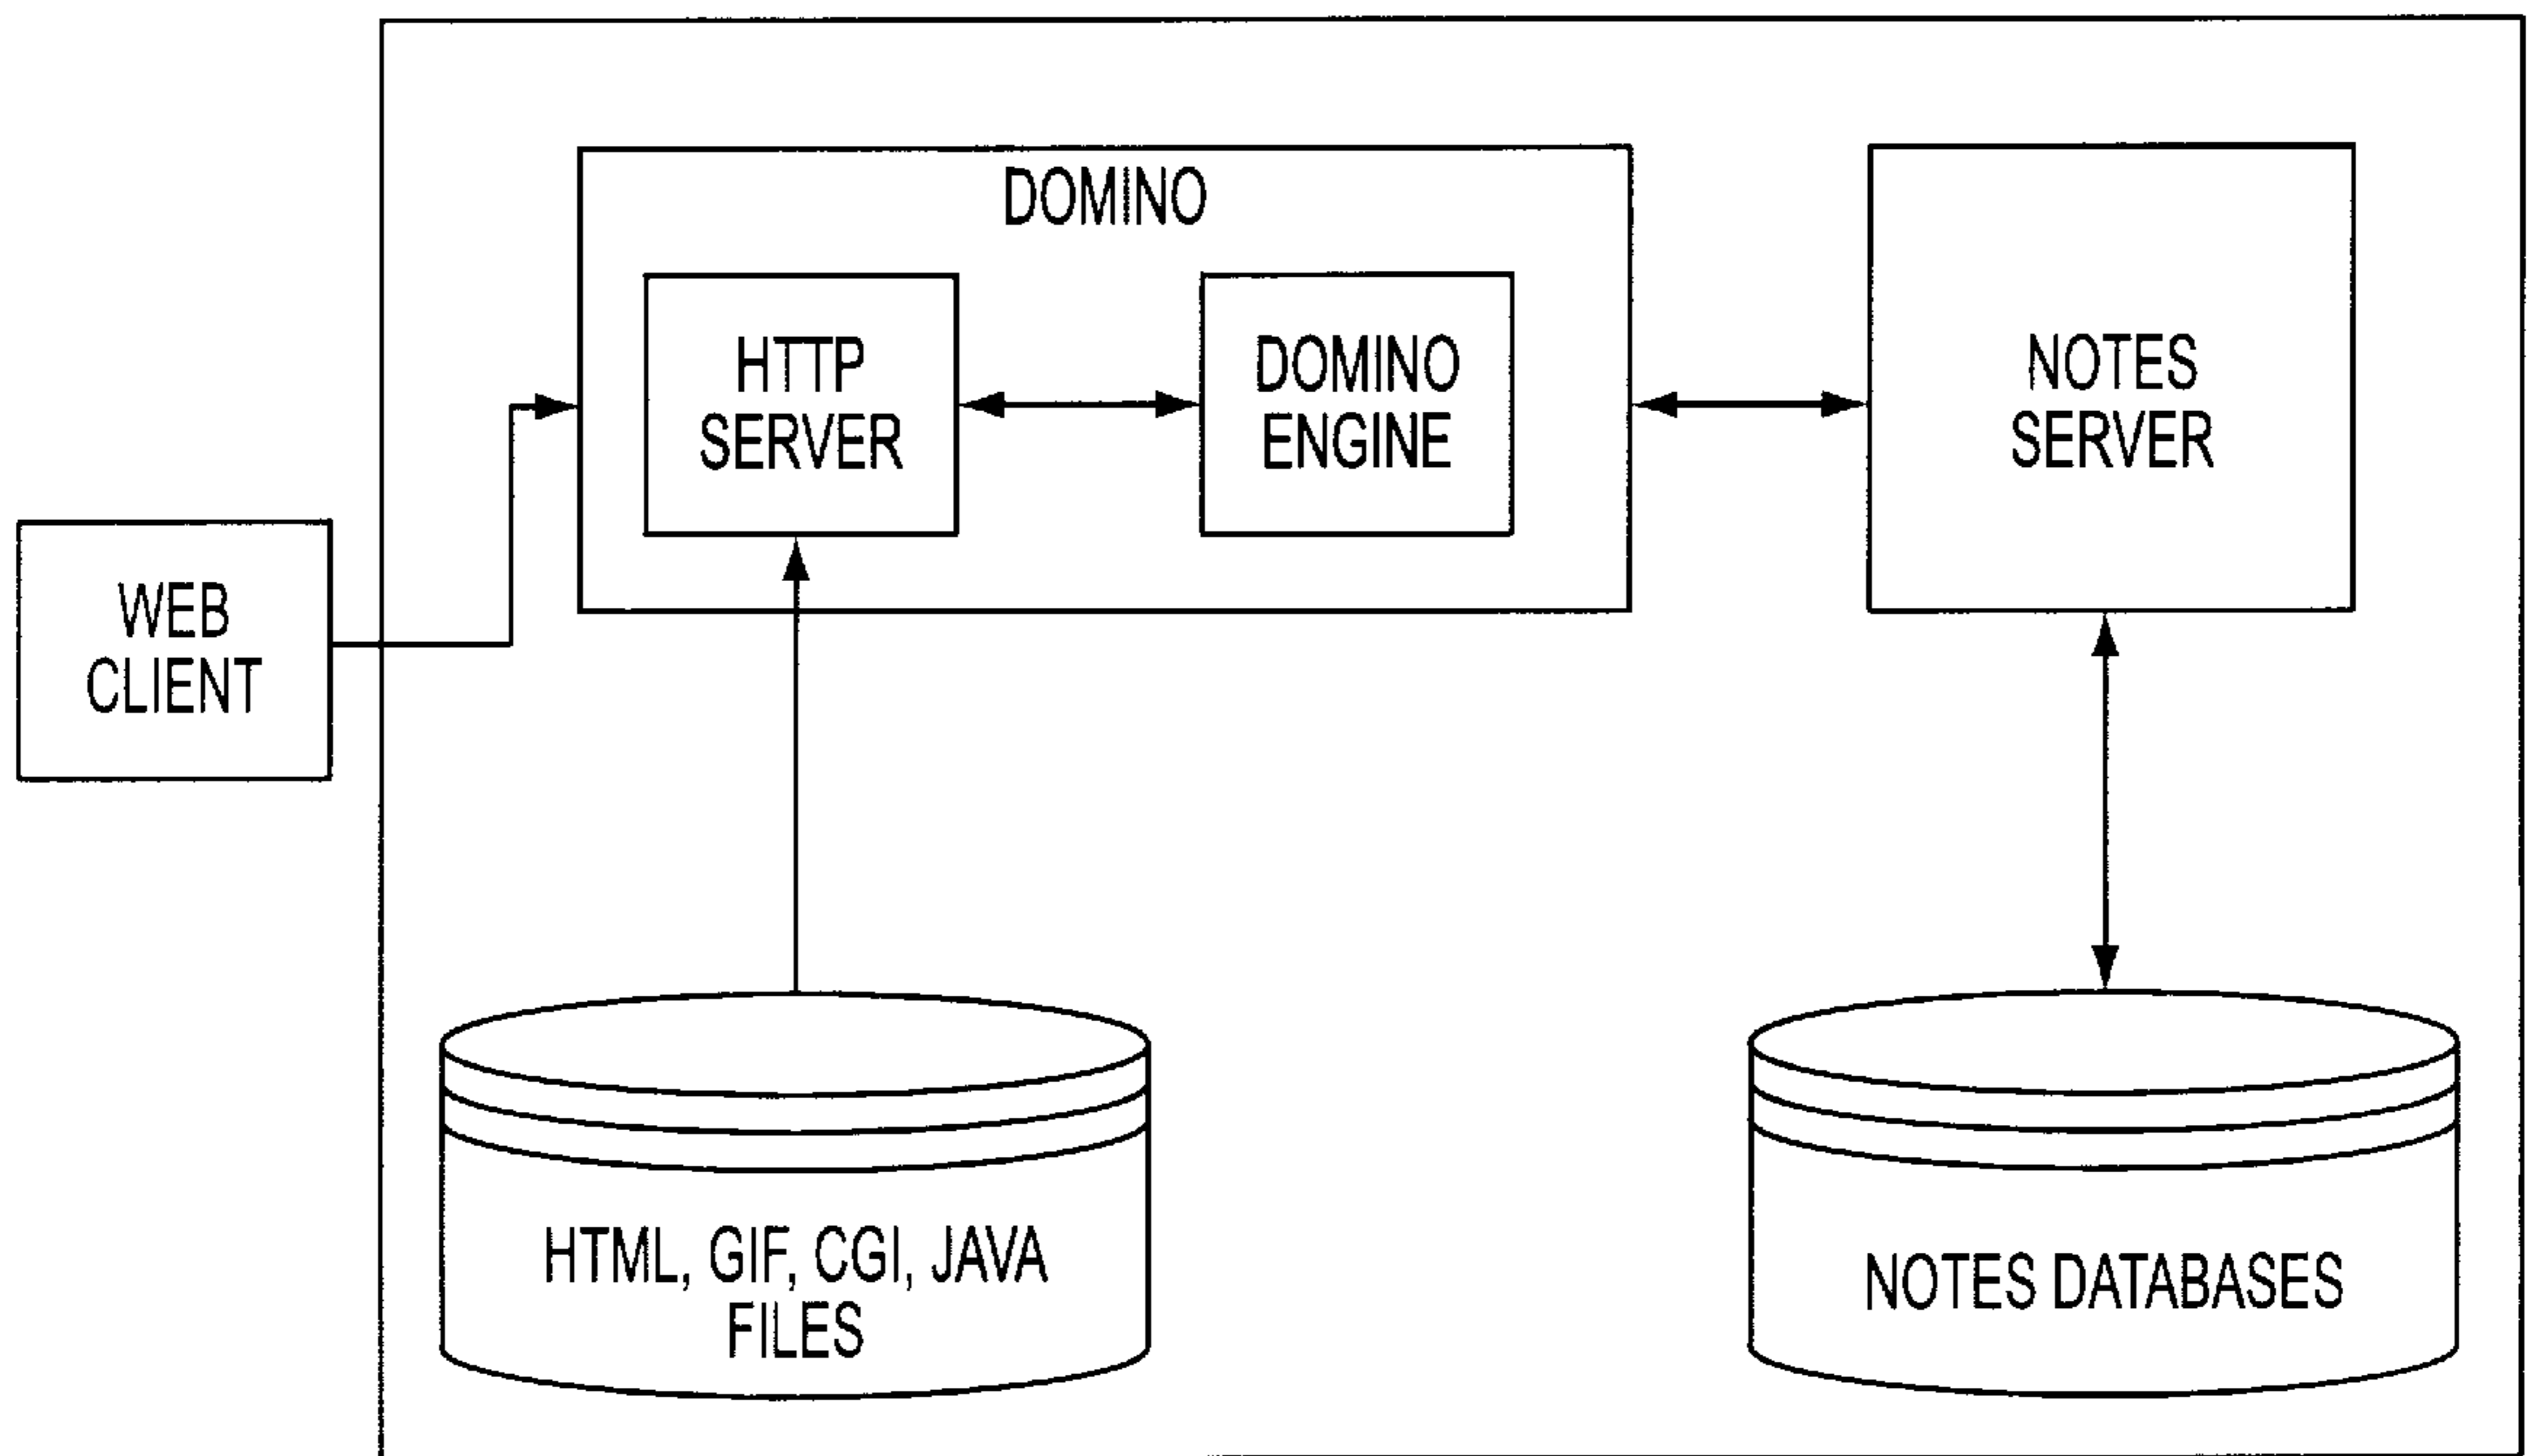 DOMINO
HTTP
SERVER
DOMINO
ENGINE
NOTES
SERVER
WEB
CLIENT
HTML, GIF, CGI, JAVA
FILES
NOTES DATABASES